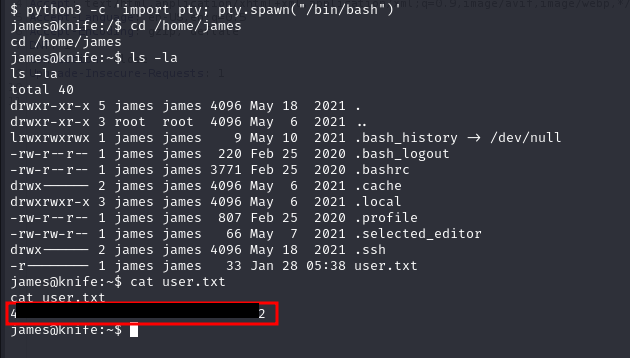 $ python3 -c 'import pty; pty.spawn("/bin/bash")'
james@knife:/$ cd /home/james
cd /home/james
james@knife:~$ ls -la
ls -la
total 40
drwxr-xr-x 5 james james 4096 May 18  2021 .
drwxr-xr-x 3 root  root  4096 May  6  2021 ..
lrwxrwxrwx 1 james james    9 May 10  2021 .bash_history → /dev/null
-rw-r--r-- 1 james james  220 Feb 25  2020 .bash_logout
-rw-r--r-- 1 james james 3771 Feb 25  2020 .bashrc
drwx------ 2 james james 4096 May  6  2021 .cache
drwxrwxr-x 3 james james 4096 May  6  2021 .local
-rw-r--r-- 1 james james  807 Feb 25  2020 .profile
-rw-rw-r-- 1 james james   66 May  7  2021 .selected_editor
drwx------ 2 james james 4096 May 18  2021 .ssh
-r-------- 1 james james   33 Jan 28 05:38 user.txt
james@knife:~$ cat user.txt
cat user.txt
4 2
james@knife:~$